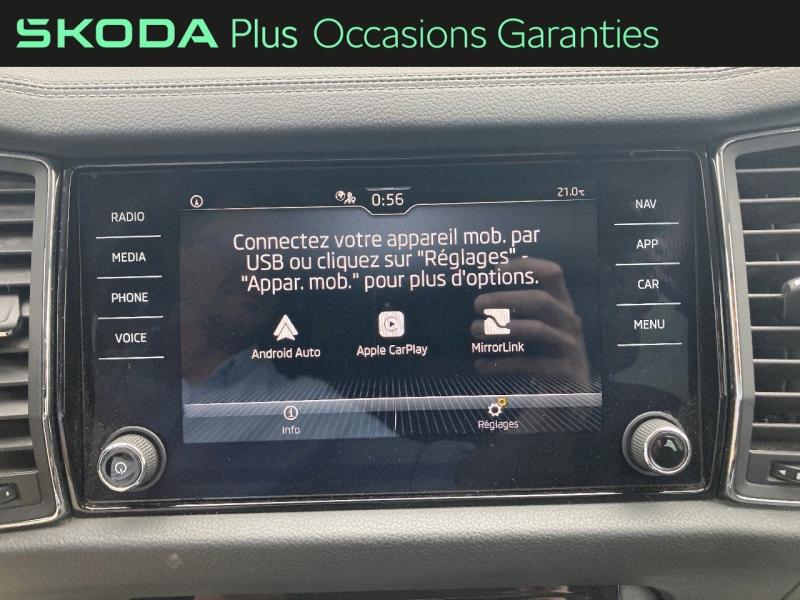 SKODA Plus Occasions Garanties
0:56
21.0°C
RADIO
MEDIA
PHONE
VOICE
NAV
APP
CAR
MENU
Connectez votre appareil mob. par
USB ou cliquez sur "Réglages" -
"Appar. mob." pour plus d'options.
Android Auto
Apple CarPlay
MirrorLink
Info
Réglages